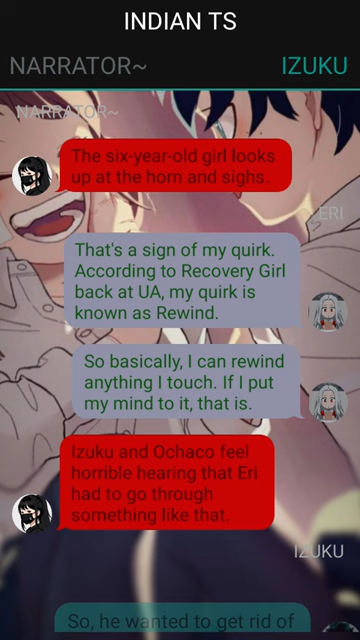 INDIAN TS
NARRATOR~ IZUKU
NARRATOR~
The six-year-old girl looks
up at the horn and sighs.
ERI
That's a sign of my quirk.
According to Recovery Girl
back at UA, my quirk is
known as Rewind.
So basically, I can rewind
anything I touch. If I put
my mind to it, that is.
Izuku and Ochaco feel
horrible hearing that Eri
had to go through
something like that.
IZUKU
So, he wanted to get rid of